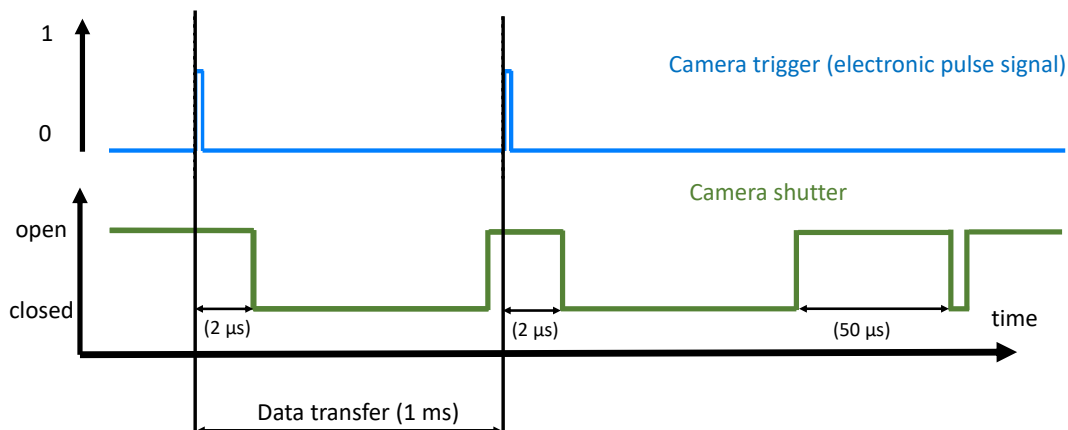 1
Camera trigger (electronic pulse signal)
0
Camera shutter
open
closed
(2 µs)
(2 µs)
(50 µs)
time
Data transfer (1 ms)